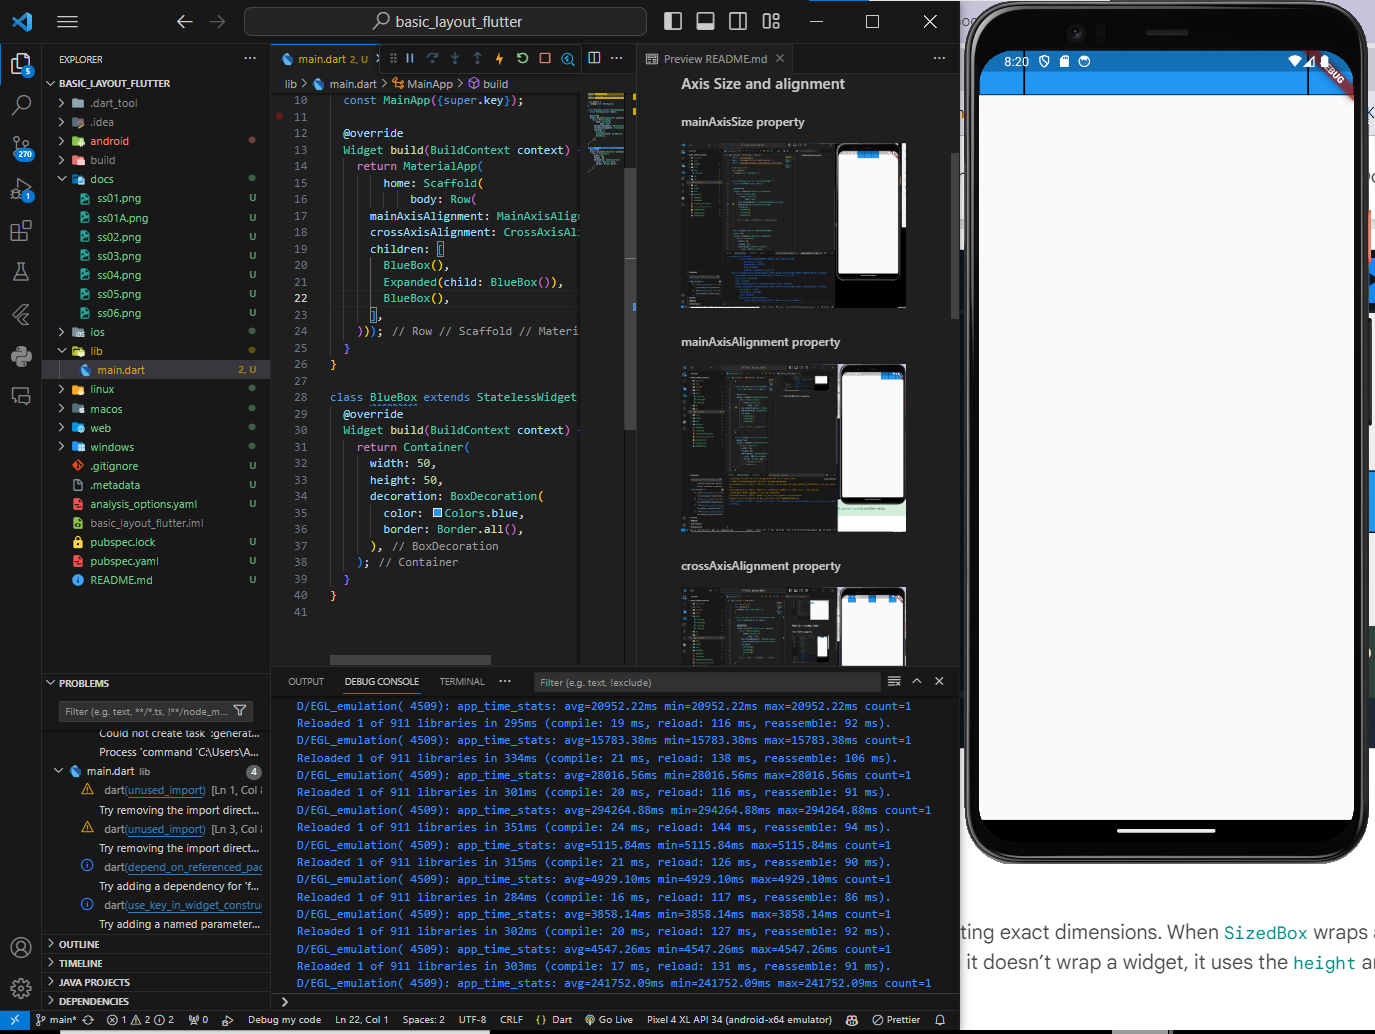 basic_layout_flutter
EXPLORER
BASIC_LAYOUT_FLUTTER
.dart_tool
.idea
android
build
docs
ss01.png U
ss01A.png U
ss02.png U
ss03.png U
ss04.png U
ss05.png U
ss06.png U
ios
lib
main.dart 2, U
linux
macos
web
windows
.gitignore U
.metadata U
analysis_options.yaml U
basic_layout_flutter.iml
pubspec.lock U
pubspec.yaml U
README.md U
5
270
1
PROBLEMS
Filter (e.g. text, **/*.ts, !**/node_m...
Could not create task ':generat...
Process 'command 'C:\Users\A...
main.dart lib 4
dart(unused_import) [Ln 1, Col
Try removing the import direct...
dart(unused_import) [Ln 3, Col
Try removing the import direct...
dart(depend_on_referenced_pac
Try adding a dependency for 'f...
dart(use_key_in_widget_constru
Try adding a named parameter...
OUTLINE
TIMELINE
JAVA PROJECTS
DEPENDENCIES
main.dart 2, U
lib > main.dart > MainApp > build
10 const MainApp({super.key});
11
12 @override
13 Widget build(BuildContext context)
14 return MaterialApp(
15 home: Scaffold(
16 body: Row(
17 mainAxisAlignment: MainAxisAlig
18 crossAxisAlignment: CrossAxisAli
19 children: [
20 BlueBox(),
21 Expanded(child: BlueBox()),
22 BlueBox(),
23 ],
24 ))); // Row // Scaffold // Materi
25 }
26 }
27
28 class BlueBox extends StatelessWidget
29 @override
30 Widget build(BuildContext context)
31 return Container(
32 width: 50,
33 height: 50,
34 decoration: BoxDecoration(
35 color: Colors.blue,
36 border: Border.all(),
37 ), // BoxDecoration
38 ); // Container
39 }
40 }
41
Preview README.md
Axis Size and alignment
mainAxisSize property
mainAxisAlignment property
crossAxisAlignment property
OUTPUT DEBUG CONSOLE TERMINAL
Filter (e.g. text, !exclude)
D/EGL_emulation( 4509): app_time_stats: avg=20952.22ms min=20952.22ms max=20952.22ms count=1
Reloaded 1 of 911 libraries in 295ms (compile: 19 ms, reload: 116 ms, reassemble: 92 ms).
D/EGL_emulation( 4509): app_time_stats: avg=15783.38ms min=15783.38ms max=15783.38ms count=1
Reloaded 1 of 911 libraries in 334ms (compile: 21 ms, reload: 138 ms, reassemble: 106 ms).
D/EGL_emulation( 4509): app_time_stats: avg=28016.56ms min=28016.56ms max=28016.56ms count=1
Reloaded 1 of 911 libraries in 301ms (compile: 20 ms, reload: 116 ms, reassemble: 91 ms).
D/EGL_emulation( 4509): app_time_stats: avg=294264.88ms min=294264.88ms max=294264.88ms count=1
Reloaded 1 of 911 libraries in 351ms (compile: 24 ms, reload: 144 ms, reassemble: 94 ms).
D/EGL_emulation( 4509): app_time_stats: avg=5115.84ms min=5115.84ms max=5115.84ms count=1
Reloaded 1 of 911 libraries in 315ms (compile: 21 ms, reload: 126 ms, reassemble: 90 ms).
D/EGL_emulation( 4509): app_time_stats: avg=4929.10ms min=4929.10ms max=4929.10ms count=1
Reloaded 1 of 911 libraries in 284ms (compile: 16 ms, reload: 117 ms, reassemble: 86 ms).
D/EGL_emulation( 4509): app_time_stats: avg=3858.14ms min=3858.14ms max=3858.14ms count=1
Reloaded 1 of 911 libraries in 302ms (compile: 20 ms, reload: 127 ms, reassemble: 92 ms).
D/EGL_emulation( 4509): app_time_stats: avg=4547.26ms min=4547.26ms max=4547.26ms count=1
Reloaded 1 of 911 libraries in 303ms (compile: 17 ms, reload: 131 ms, reassemble: 91 ms).
D/EGL_emulation( 4509): app_time_stats: avg=241752.09ms min=241752.09ms max=241752.09ms count=1
main* 1 2 2 0 Debug my code Ln 22, Col 1 Spaces: 2 UTF-8 CRLF {} Dart Go Live Pixel 4 XL API 34 (android-x64 emulator) Prettier
8:20
DEBUG
ting exact dimensions. When SizedBox wraps
it doesn't wrap a widget, it uses the height